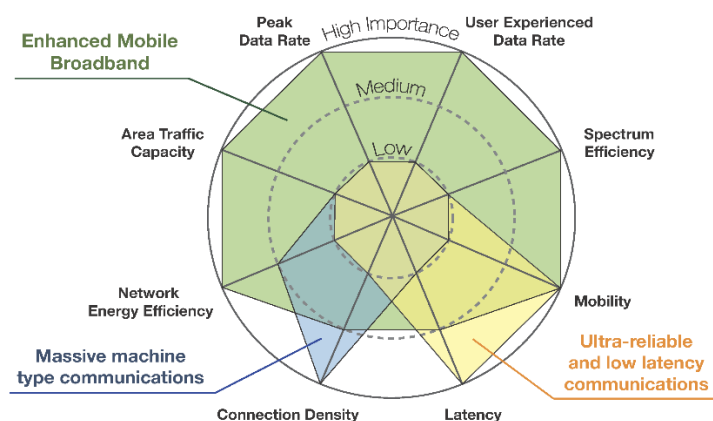 Peak
Data Rate
High Importance
User Experienced
Data Rate
Enhanced Mobile
Broadband
Medium
Area Traffic
Capacity
Low
Spectrum
Efficiency
Network
Energy Efficiency
Mobility
Massive machine
type communications
Ultra-reliable
and low latency
communications
Connection Density
Latency